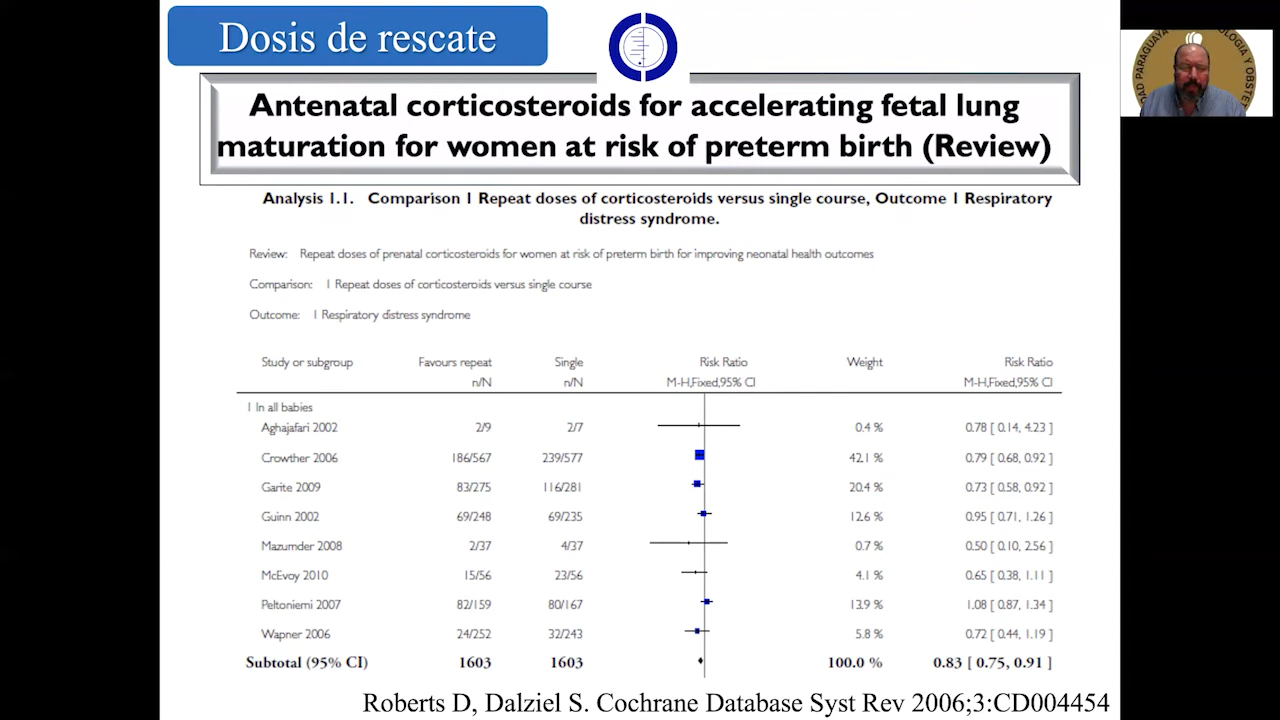 Dosis de rescate
Antenatal corticosteroids for accelerating fetal lung
maturation for women at risk of preterm birth (Review)
Analysis 1.1. Comparison 1 Repeat doses of corticosteroids versus single course, Outcome 1 Respiratory
distress syndrome.
Review: Repeat doses of prenatal corticosteroids for women at risk of preterm birth for improving neonatal health outcomes
Comparison: 1 Repeat doses of corticosteroids versus single course
Outcome: 1 Respiratory distress syndrome
Study or subgroup Favours repeat Single Risk Ratio Weight Risk Ratio
n/N n/N M-H,Fixed,95% CI M-H,Fixed,95% CI
1 In all babies
Aghajafari 2002 2/9 2/7 0.4 % 0.78 [ 0.14, 4.23 ]
Crowther 2006 186/567 239/577 42.1 % 0.79 [ 0.68, 0.92 ]
Garite 2009 83/275 116/281 20.4 % 0.73 [ 0.58, 0.92 ]
Guinn 2002 69/248 69/235 12.6 % 0.95 [ 0.71, 1.26 ]
Mazumder 2008 2/37 4/37 0.7 % 0.50 [ 0.10, 2.56 ]
McEvoy 2010 15/56 23/56 4.1 % 0.65 [ 0.38, 1.11 ]
Peltoniemi 2007 82/159 80/167 13.9 % 1.08 [ 0.87, 1.34 ]
Wapner 2006 24/252 32/243 5.8 % 0.72 [ 0.44, 1.19 ]
Subtotal (95% CI) 1603 1603 100.0 % 0.83 [ 0.75, 0.91 ]
Roberts D, Dalziel S. Cochrane Database Syst Rev 2006;3:CD004454